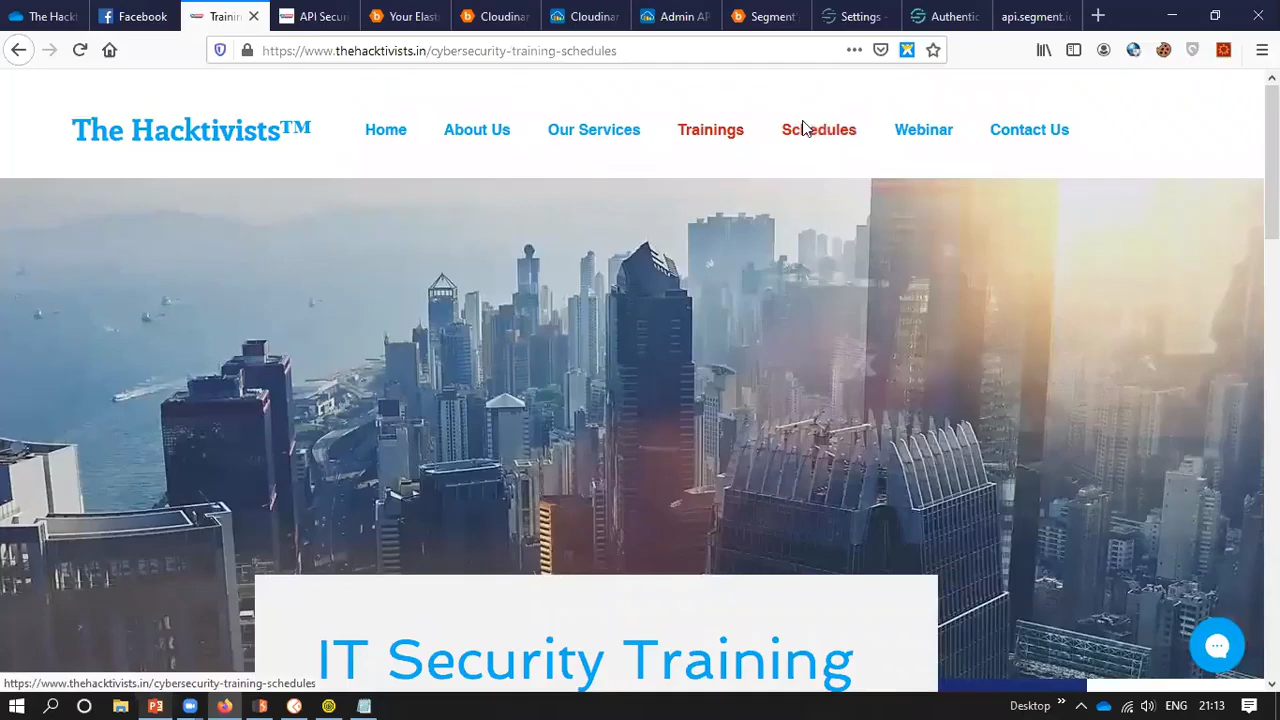 The Hackt
Facebook
Trainin
API Secur
Your Elast
Cloudinar
Cloudinar
Admin AP
Segment
Settings -
Authentic
api.segment.io
https://www.thehacktivists.in/cybersecurity-training-schedules
The Hacktivists™
Home
About Us
Our Services
Trainings
Schedules
Webinar
Contact Us
IT Security Training
https://www.thehacktivists.in/cybersecurity-training-schedules
Desktop
ENG
21:13